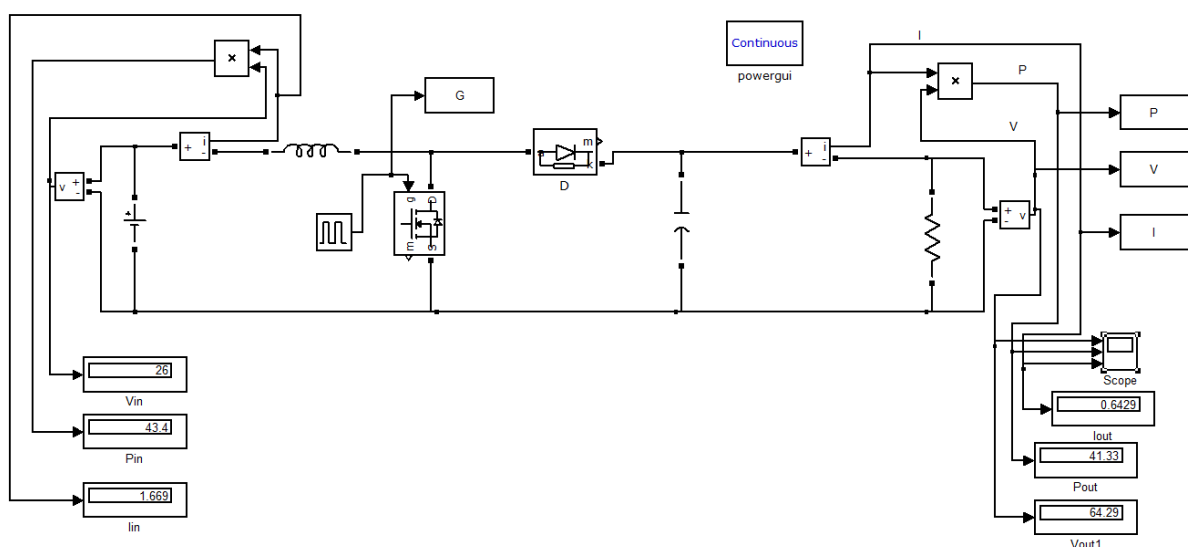 I
Continuous
powergui
P
G
V
P
V
I
+
i
-
+
-
v
a
m
k
D
+
i
-
+
-
v
g
D
m
S
+
26
Vin
43.4
Pin
1.669
Iin
Scope
0.6429
Iout
41.33
Pout
64.29
Vout1